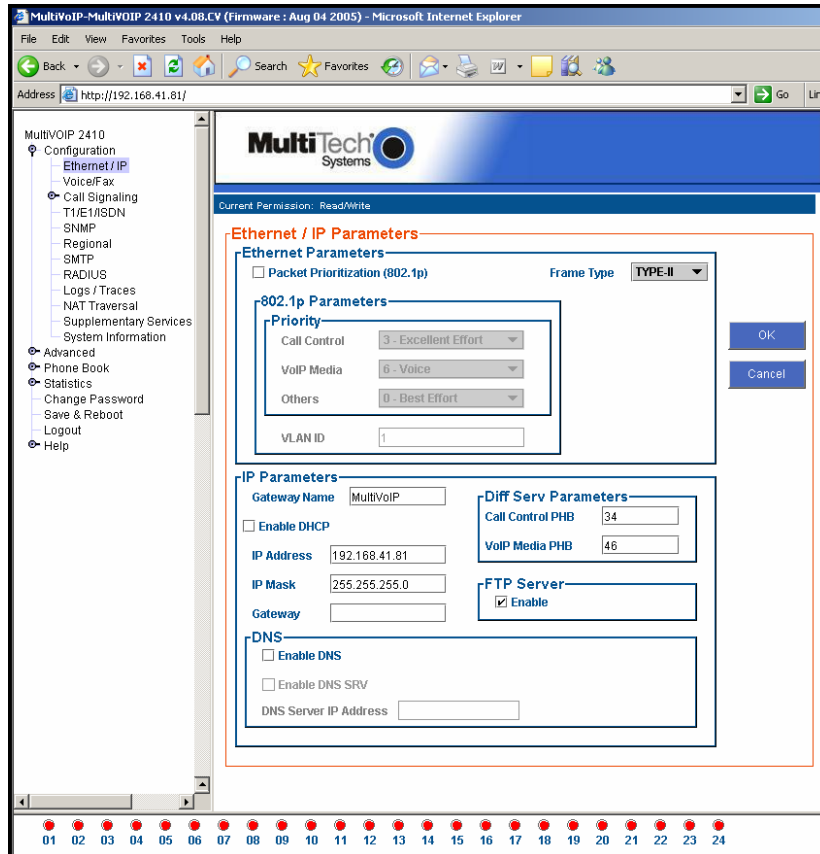 MultiVoIP-MultiVOIP 2410 v4.08.CV (Firmware : Aug 04 2005) - Microsoft Internet Explorer
File Edit View Favorites Tools Help
Back Search Favorites
Address http://192.168.41.81/ Go
MultiVOIP 2410
Configuration
Ethernet / IP
Voice/Fax
Call Signaling
T1/E1/ISDN
SNMP
Regional
SMTP
RADIUS
Logs / Traces
NAT Traversal
Supplementary Services
System Information
Advanced
Phone Book
Statistics
Change Password
Save & Reboot
Logout
Help
MultiTech
Systems
Current Permission: Read/Write
Ethernet / IP Parameters
Ethernet Parameters
Packet Prioritization (802.1p) Frame Type TYPE-II
802.1p Parameters
Priority
Call Control 3 - Excellent Effort
VoIP Media 6 - Voice
Others 0 - Best Effort
VLAN ID 1
OK
Cancel
IP Parameters
Gateway Name MultiVoIP
Enable DHCP
IP Address 192.168.41.81
IP Mask 255.255.255.0
Gateway
Diff Serv Parameters
Call Control PHB 34
VoIP Media PHB 46
FTP Server
Enable
DNS
Enable DNS
Enable DNS SRV
DNS Server IP Address
01 02 03 04 05 06 07 08 09 10 11 12 13 14 15 16 17 18 19 20 21 22 23 24